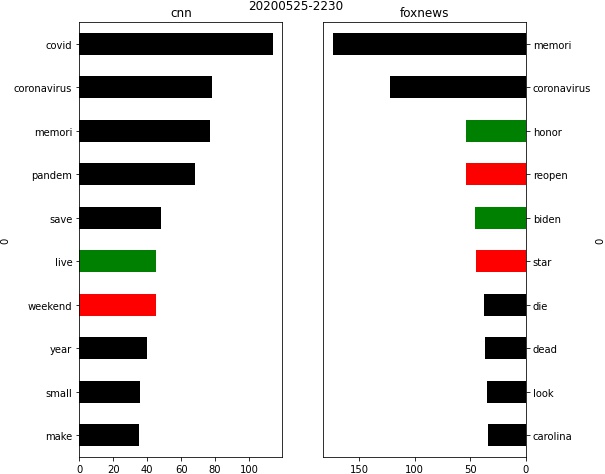 20200525-2230
cnn
foxnews
covid
coronavirus
memori
pandem
save
live
weekend
year
small
make
0
0 20 40 60 80 100
memori
coronavirus
honor
reopen
biden
star
die
dead
look
carolina
0
150 100 50 0